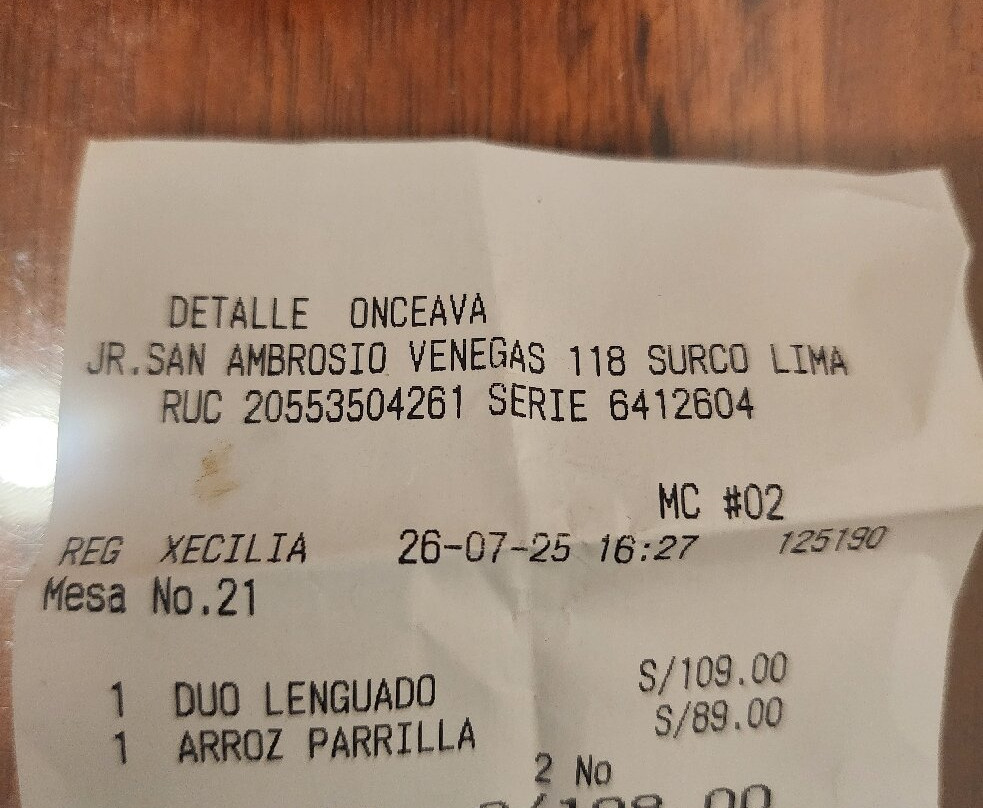 DETALLE ONCEAVA
JR.SAN AMBROSIO VENEGAS 118 SURCO LIMA
RUC 20553504261 SERIE 6412604
MC #02
REG XECILIA 26-07-25 16:27 125190
Mesa No.21
1 DUO LENGUADO S/109.00
1 ARROZ PARRILLA S/89.00
2 No